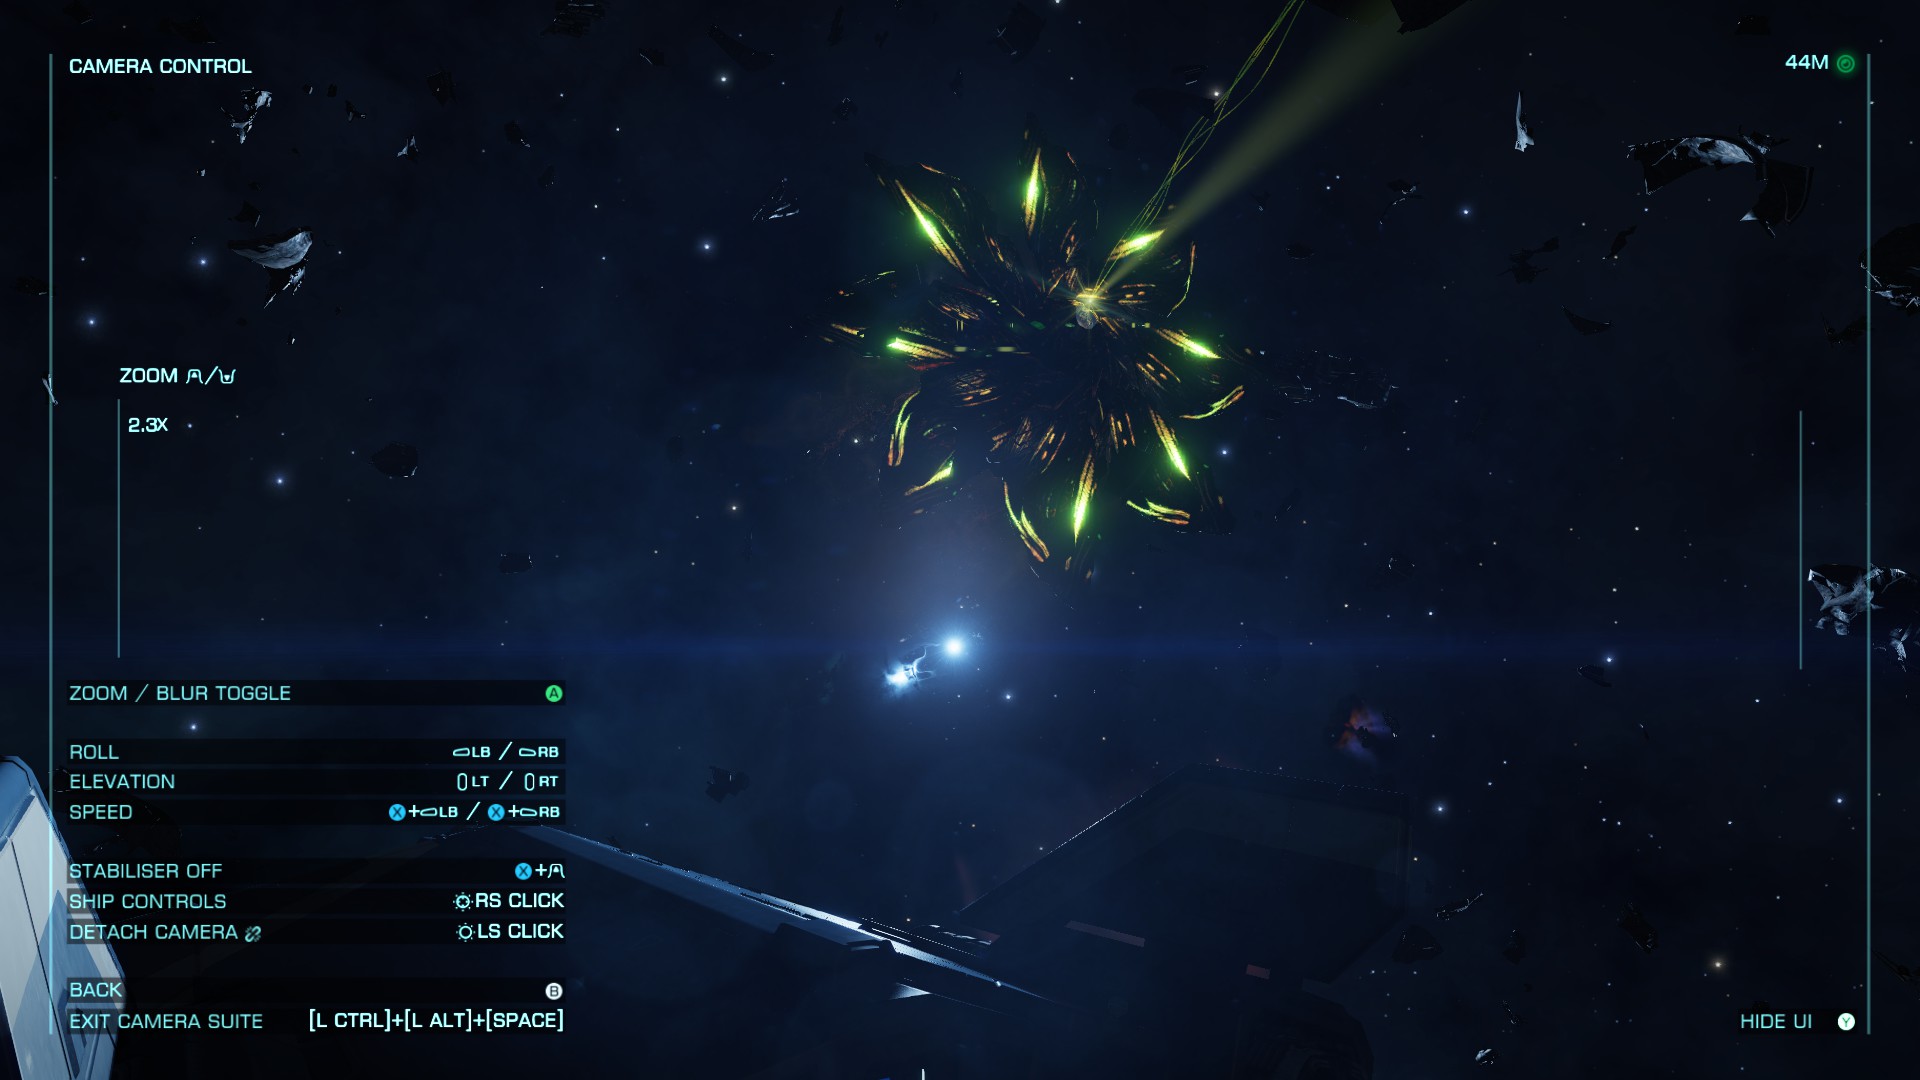 CAMERA CONTROL
44M
ZOOM /
2.3X
ZOOM / BLUR TOGGLE A
ROLL LB / RB
ELEVATION LT / RT
SPEED X+LB / X+RB
STABILISER OFF X+
SHIP CONTROLS RS CLICK
DETACH CAMERA LS CLICK
BACK B
EXIT CAMERA SUITE [L CTRL]+[L ALT]+[SPACE]
HIDE UI Y